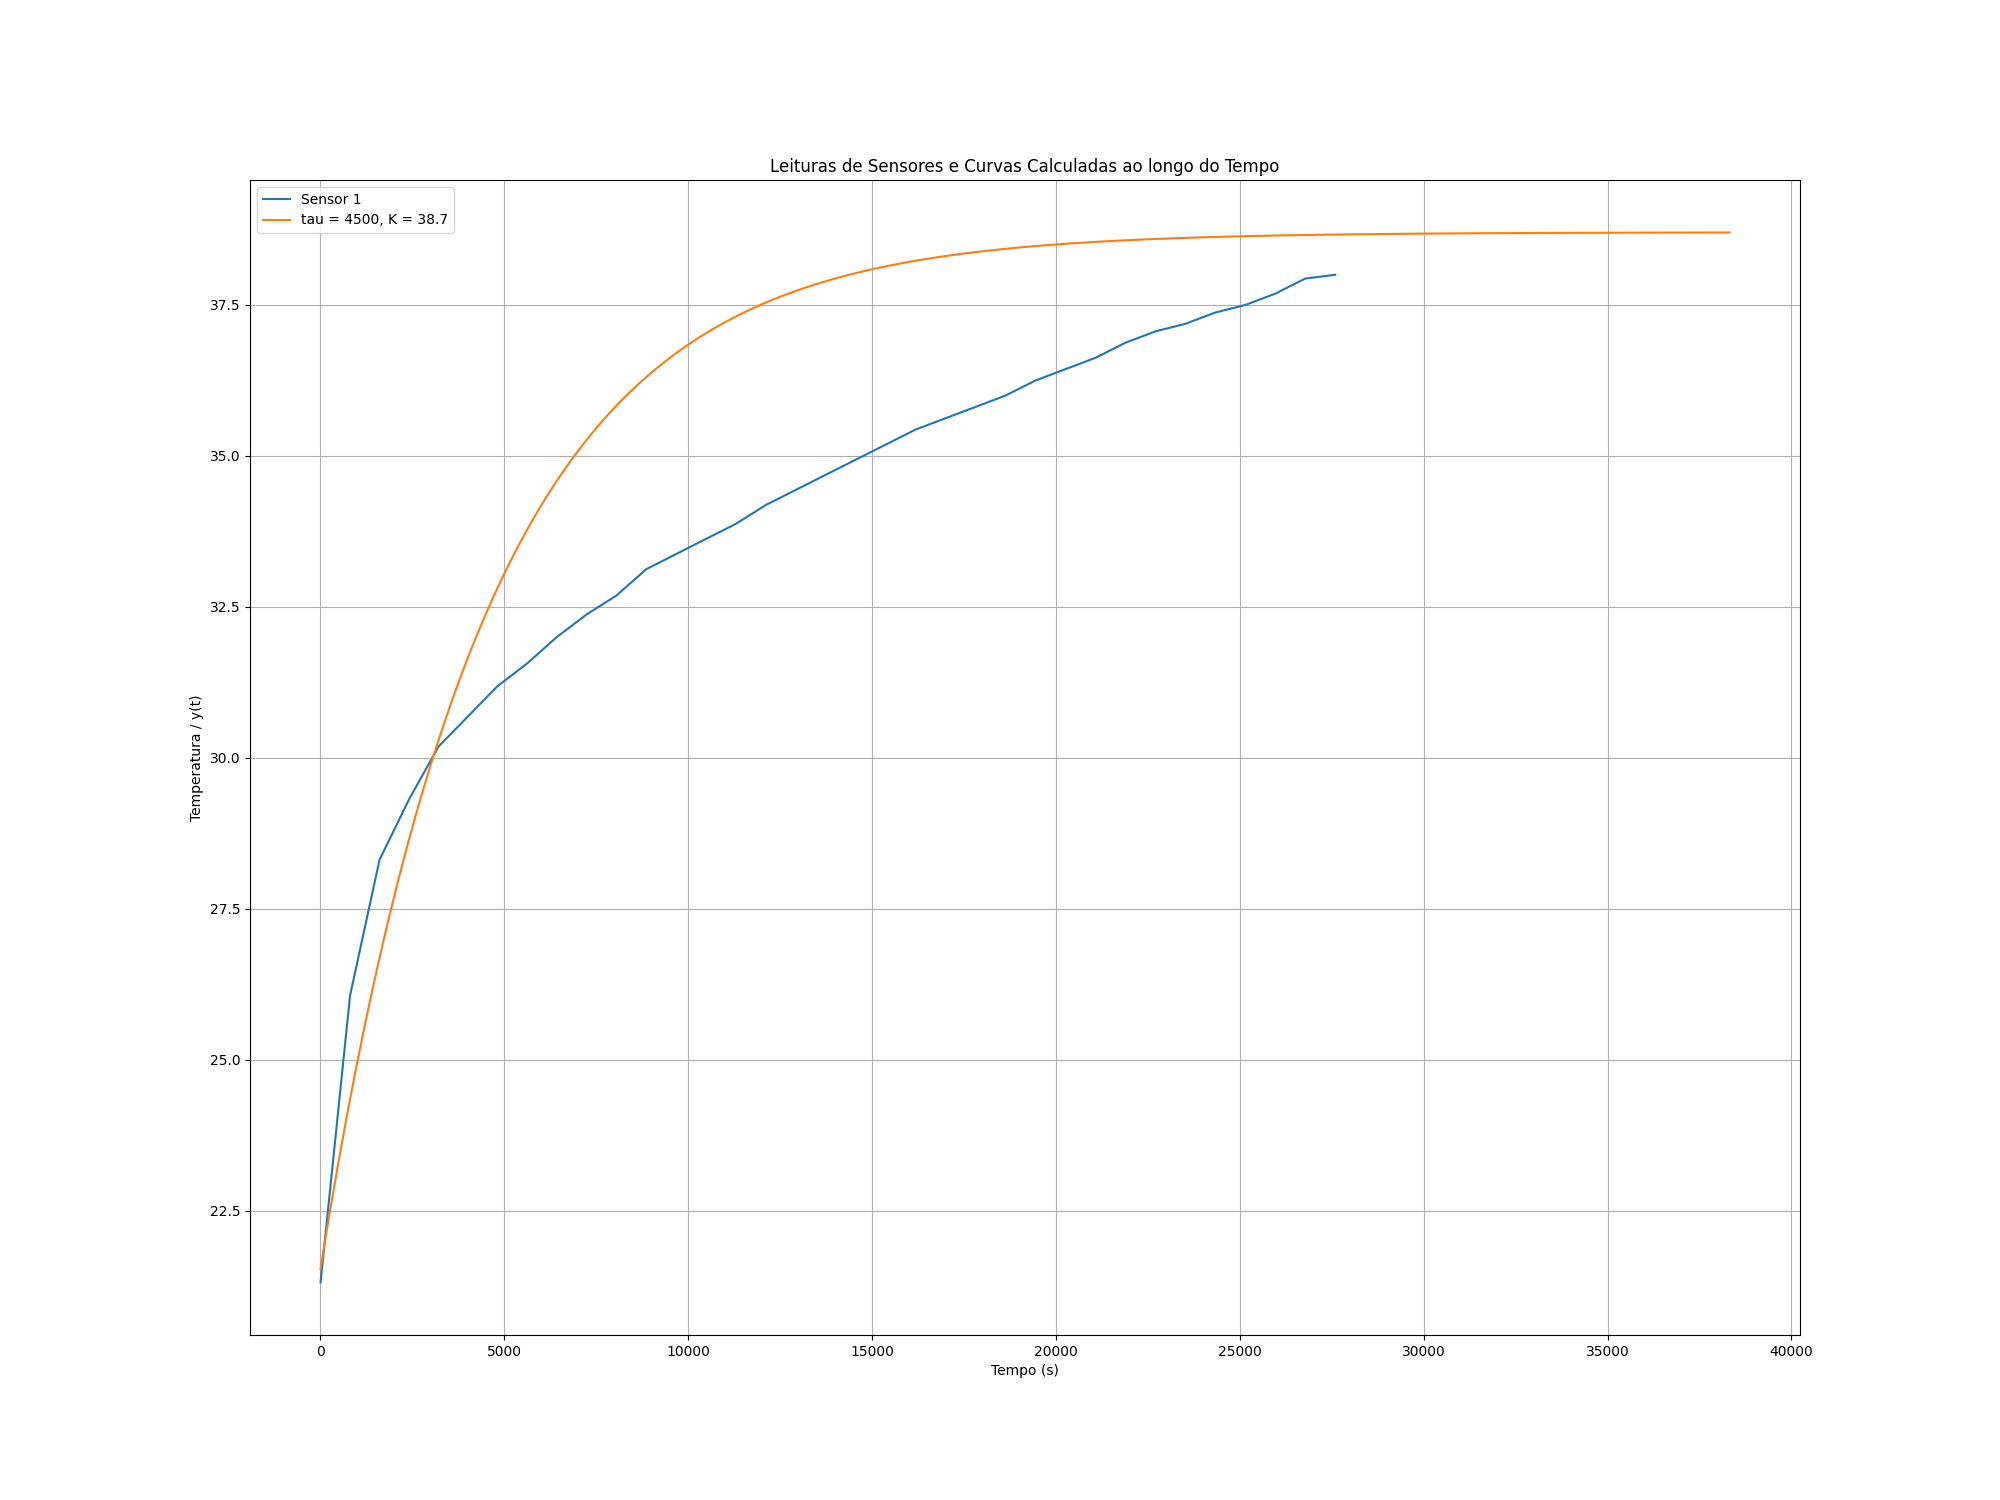 Leituras de Sensores e Curvas Calculadas ao longo do Tempo
Sensor 1
tau = 4500, K = 38.7
37.5
35.0
32.5
30.0
27.5
25.0
22.5
Temperatura / y(t)
0 5000 10000 15000 20000 25000 30000 35000 40000
Tempo (s)